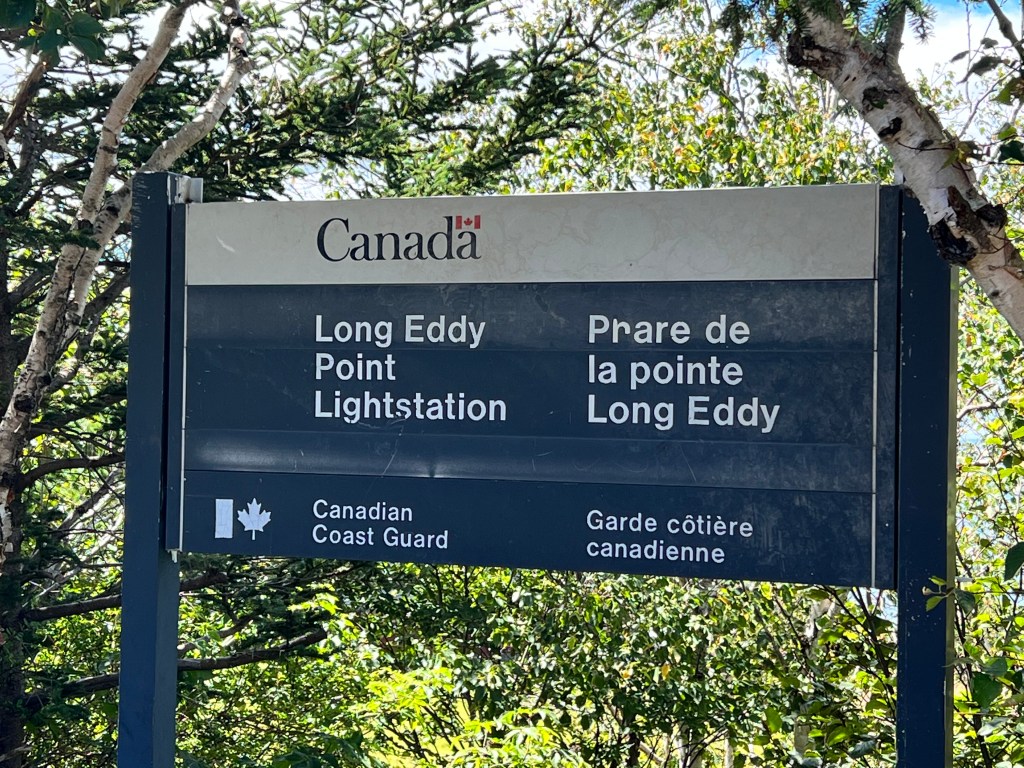 Canada
Long Eddy
Point
Lightstation
Prare de
la pointe
Long Eddy
Canadian
Coast Guard
Garde côtière
canadienne